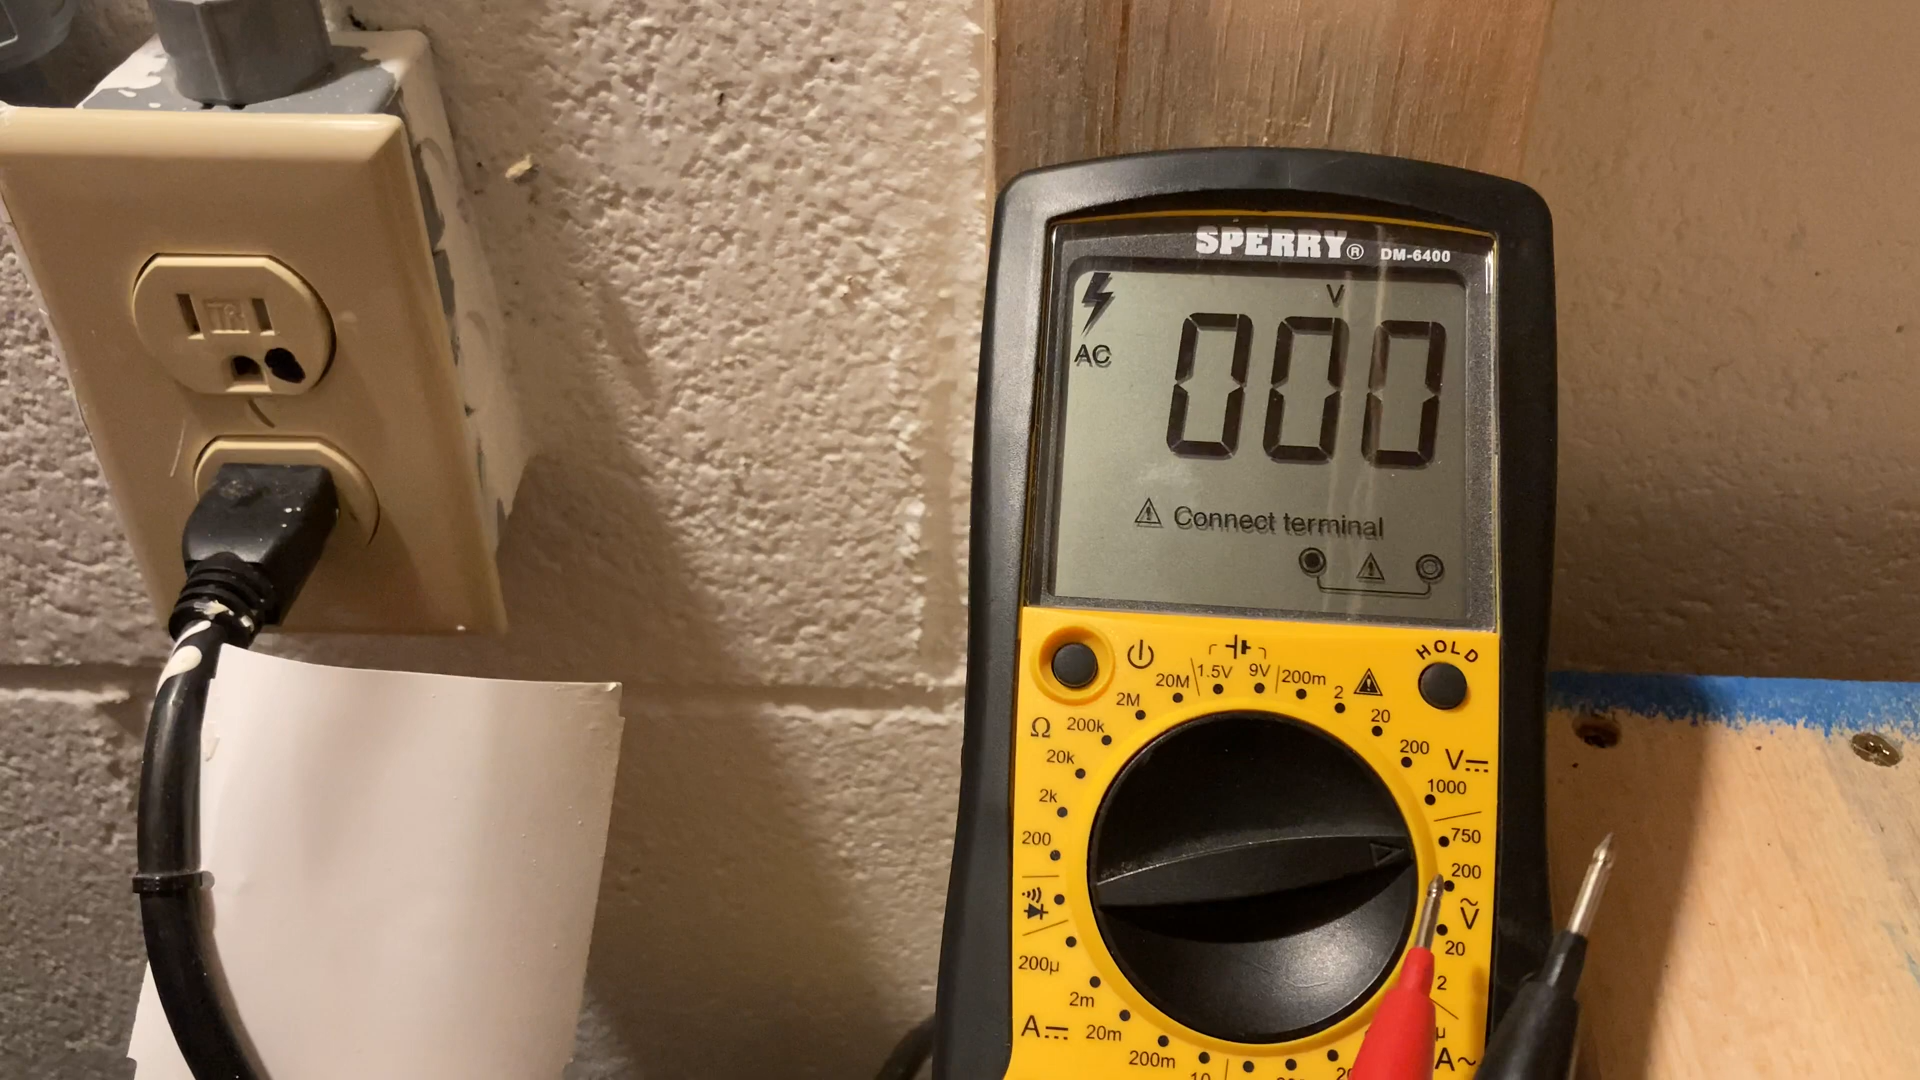 TR
SPERRY® DM-6400
V
AC
000
Connect terminal
HOLD
1.5V 9V 200m
20M 2
2M 20
Ω 200k 200 V
20k 1000
2k 750
200 200
V
20
200µ 2
2m
A 20m µ
200m A~